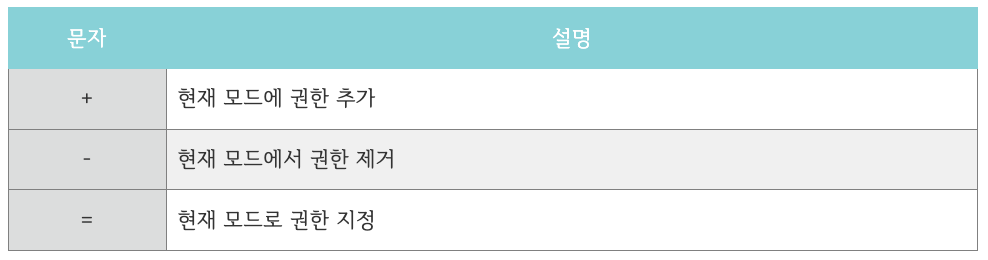 문자 설명
+ 현재 모드에 권한 추가
- 현재 모드에서 권한 제거
= 현재 모드로 권한 지정